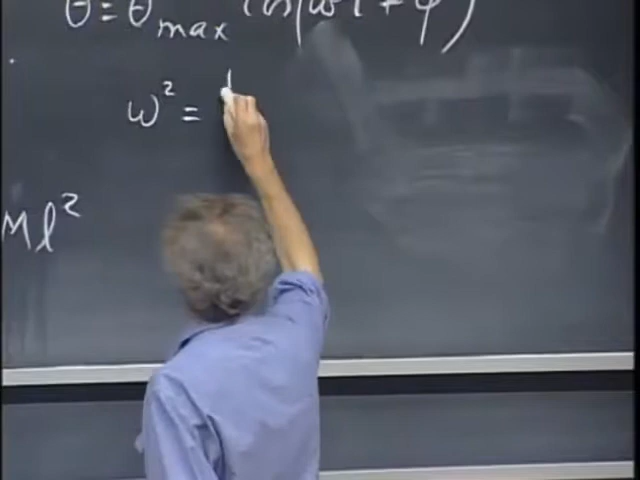 θ = θmax cos(ωt + φ)
ω² =
Ml²